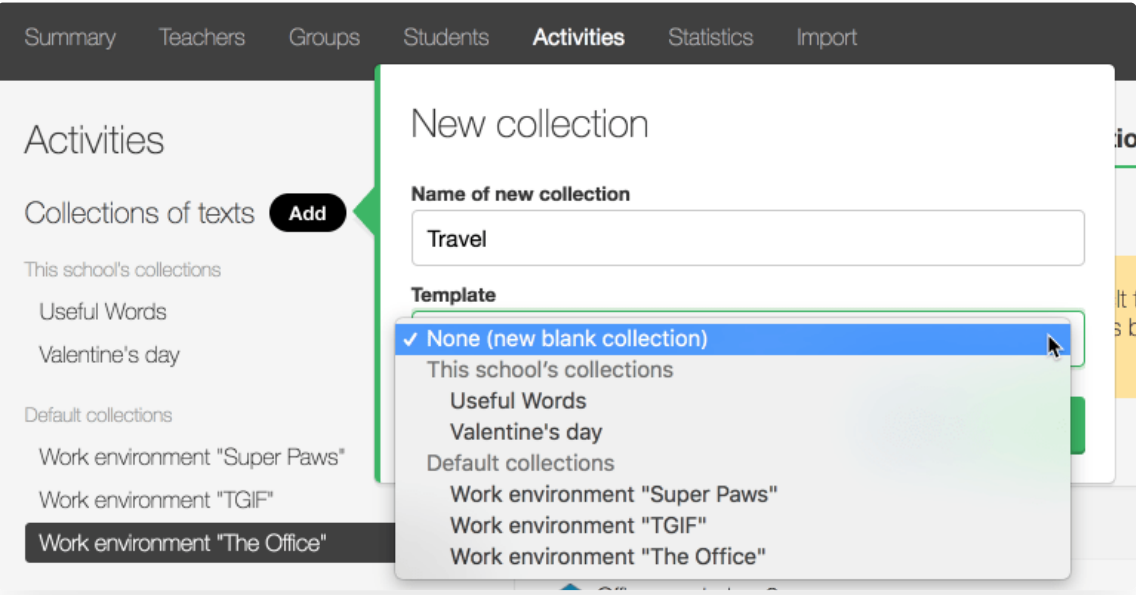 Summary Teachers Groups Students Activities Statistics Import
Activities
Collections of texts Add
This school's collections
Useful Words
Valentine's day
Default collections
Work environment "Super Paws"
Work environment "TGIF"
Work environment "The Office"
New collection
Name of new collection
Travel
Template
✓ None (new blank collection)
This school’s collections
Useful Words
Valentine's day
Default collections
Work environment "Super Paws"
Work environment "TGIF"
Work environment "The Office"